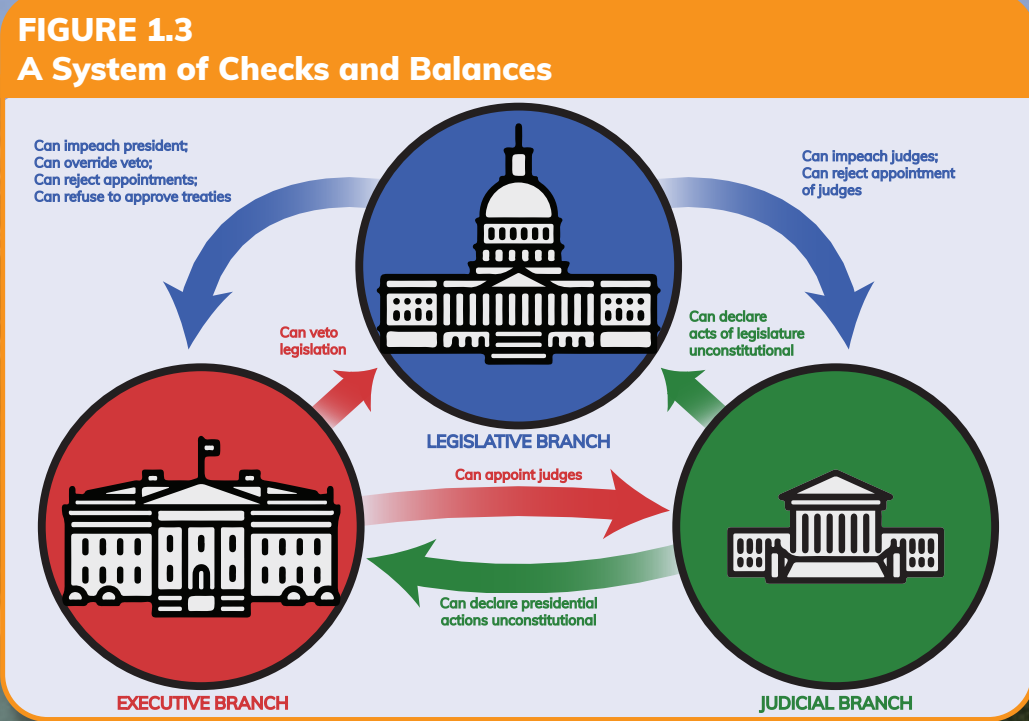 FIGURE 1.3
A System of Checks and Balances
Can impeach president;
Can override veto;
Can reject appointments;
Can refuse to approve treaties
Can impeach judges;
Can reject appointment
of judges
Can veto
legislation
Can declare
acts of legislature
unconstitutional
LEGISLATIVE BRANCH
Can appoint judges
Can declare presidential
actions unconstitutional
EXECUTIVE BRANCH
JUDICIAL BRANCH